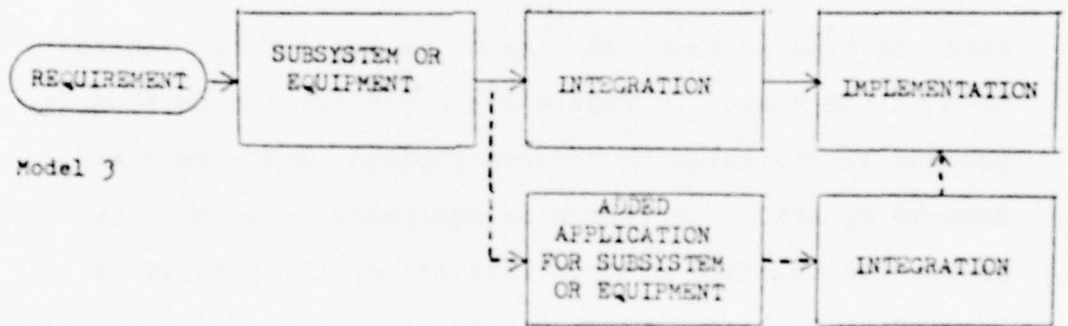 REQUIREMENT
SUBSYSTEM OR
EQUIPMENT
INTEGRATION
IMPLEMENTATION
Model 3
ADDED
APPLICATION
FOR SUBSYSTEM
OR EQUIPMENT
INTEGRATION